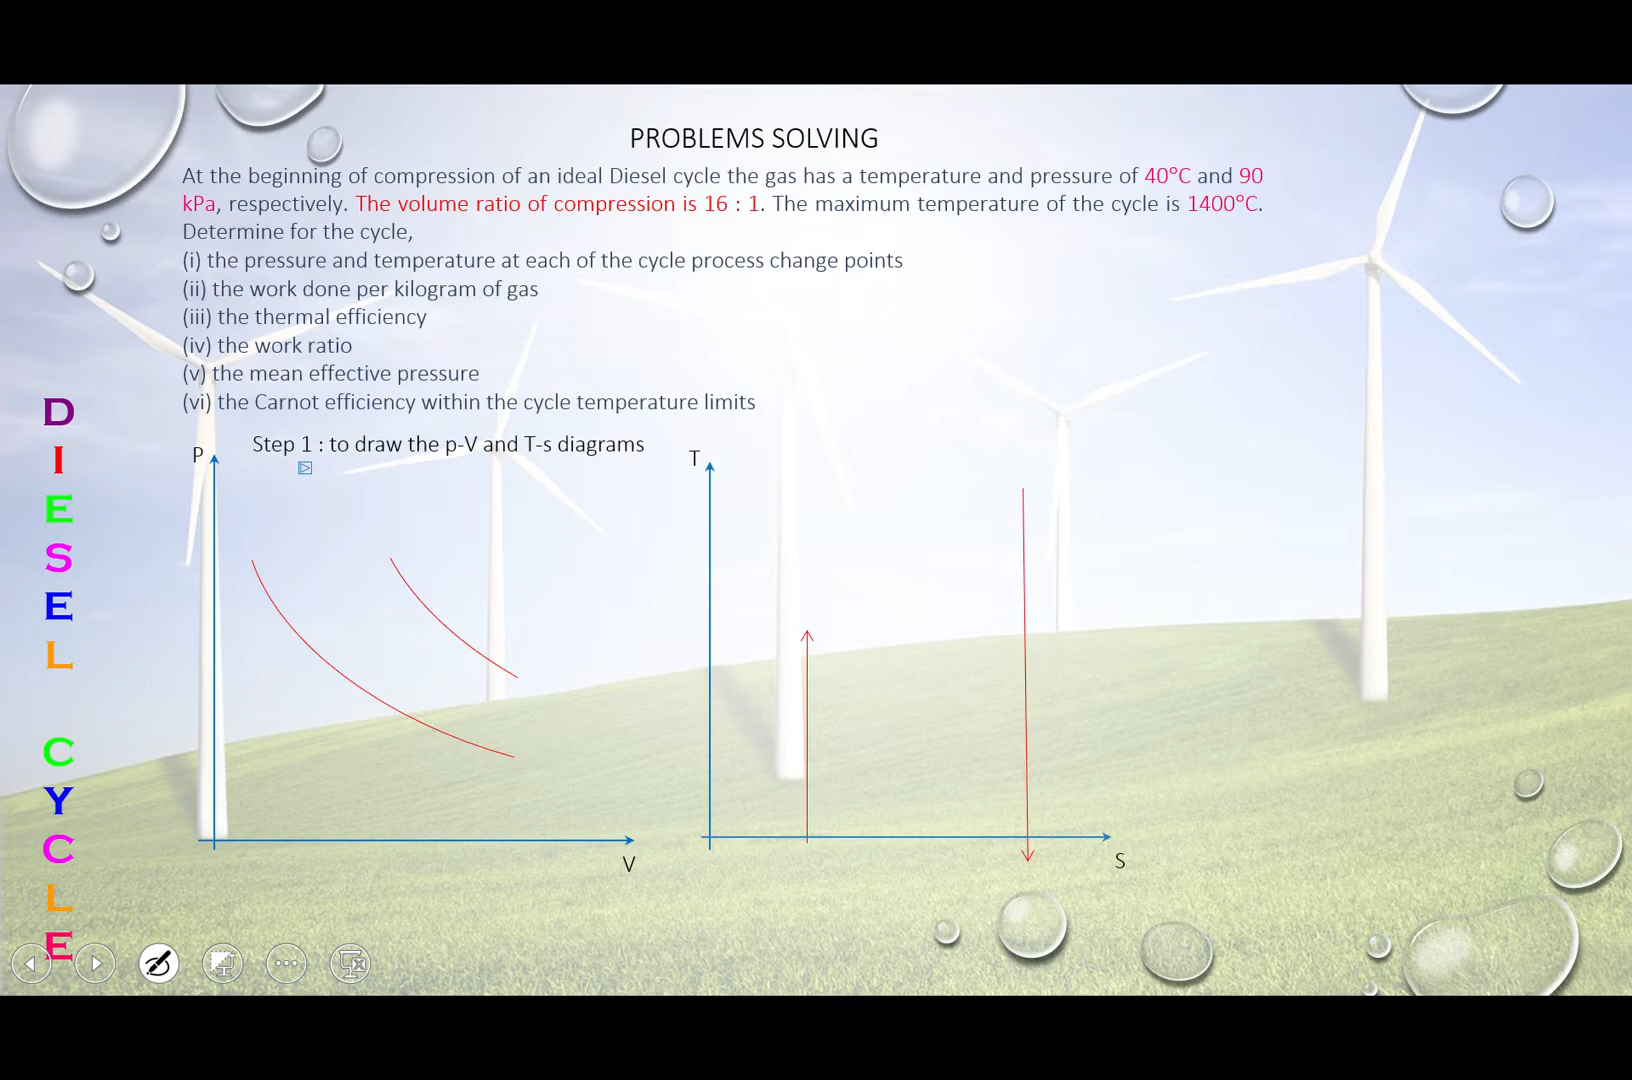 PROBLEMS SOLVING
At the beginning of compression of an ideal Diesel cycle the gas has a temperature and pressure of 40°C and 90
kPa, respectively. The volume ratio of compression is 16 : 1. The maximum temperature of the cycle is 1400°C.
Determine for the cycle,
(i) the pressure and temperature at each of the cycle process change points
(ii) the work done per kilogram of gas
(iii) the thermal efficiency
(iv) the work ratio
(v) the mean effective pressure
(vi) the Carnot efficiency within the cycle temperature limits
Step 1 : to draw the p-V and T-s diagrams
P
V
T
S
DIESEL CYCLE